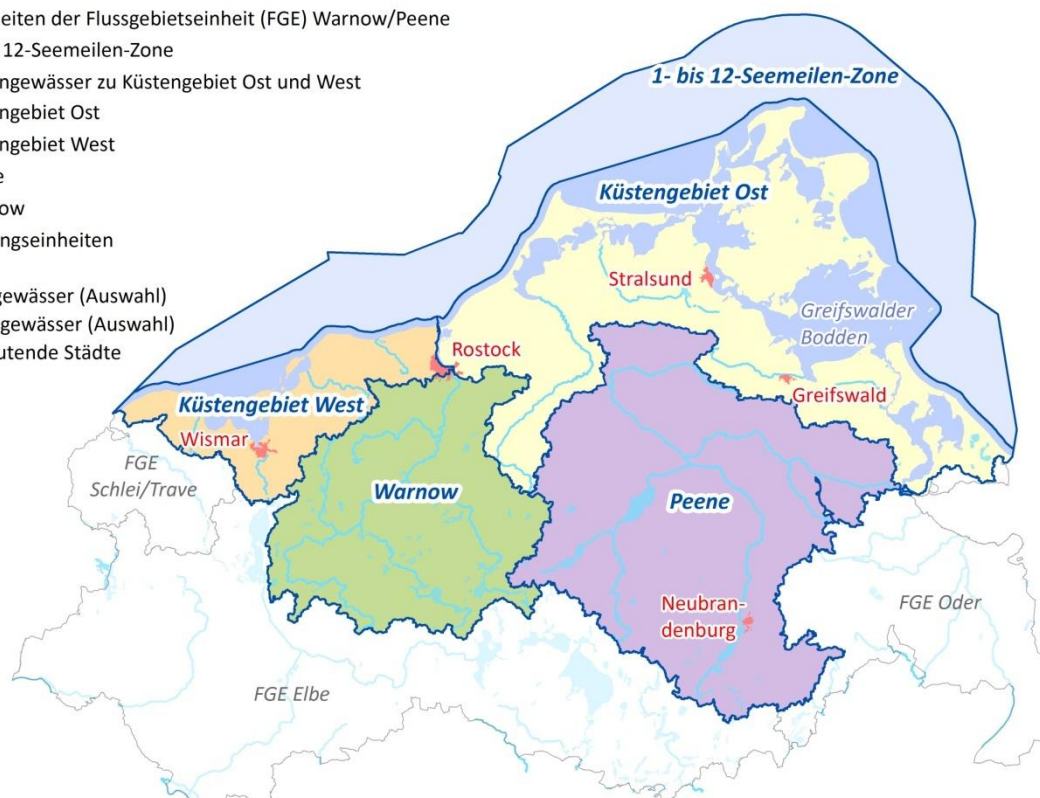 eiten der Flussgebietseinheit (FGE) Warnow/Peene
12-Seemeilen-Zone
ngewässer zu Küstengebiet Ost und West
ngebiet Ost
ngebiet West
e
ow
ngseinheiten
gewässer (Auswahl)
gewässer (Auswahl)
utende Städte
1- bis 12-Seemeilen-Zone
Küstengebiet Ost
Stralsund
Greifswalder
Bodden
Rostock
Greifswald
Küstengebiet West
Wismar
FGE
Schlei/Trave
Warnow
Peene
Neubran-
denburg
FGE Oder
FGE Elbe